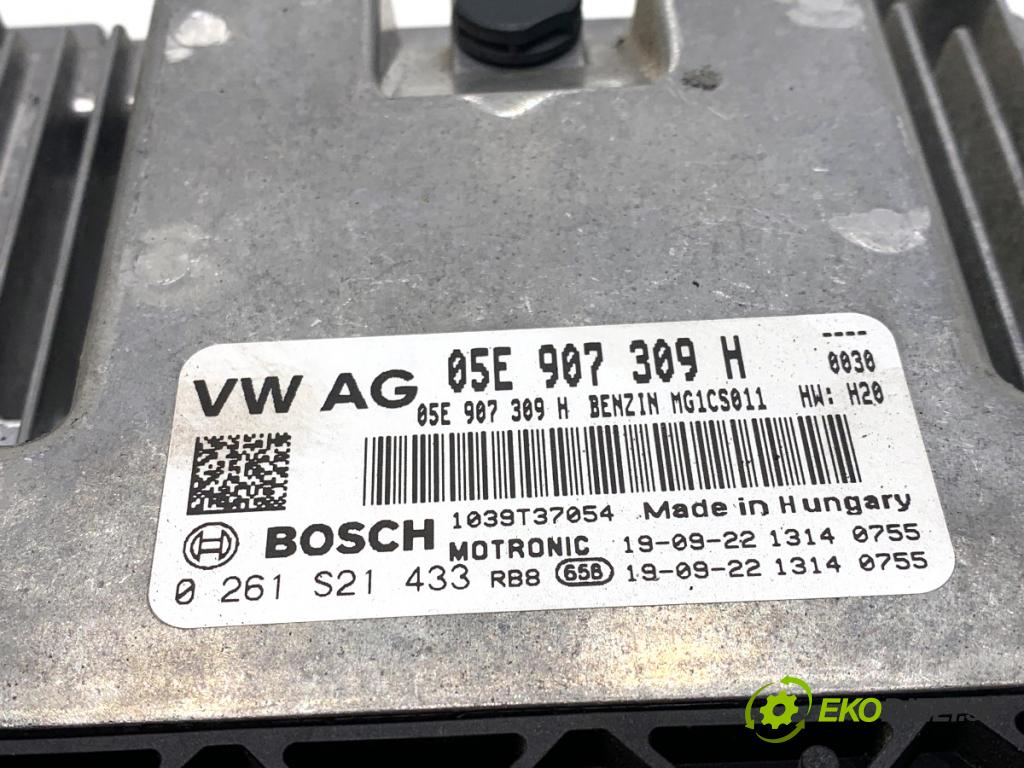 VW AG 05E 907 309 H ----
0030
05E 907 309 H BENZIN MG1CS011 HW: H20
BOSCH 1039T37054 Made in Hungary
MOTRONIC 19-09-22 1314 0755
0 261 S21 433 RB8 658 19-09-22 1314 0755
EKO